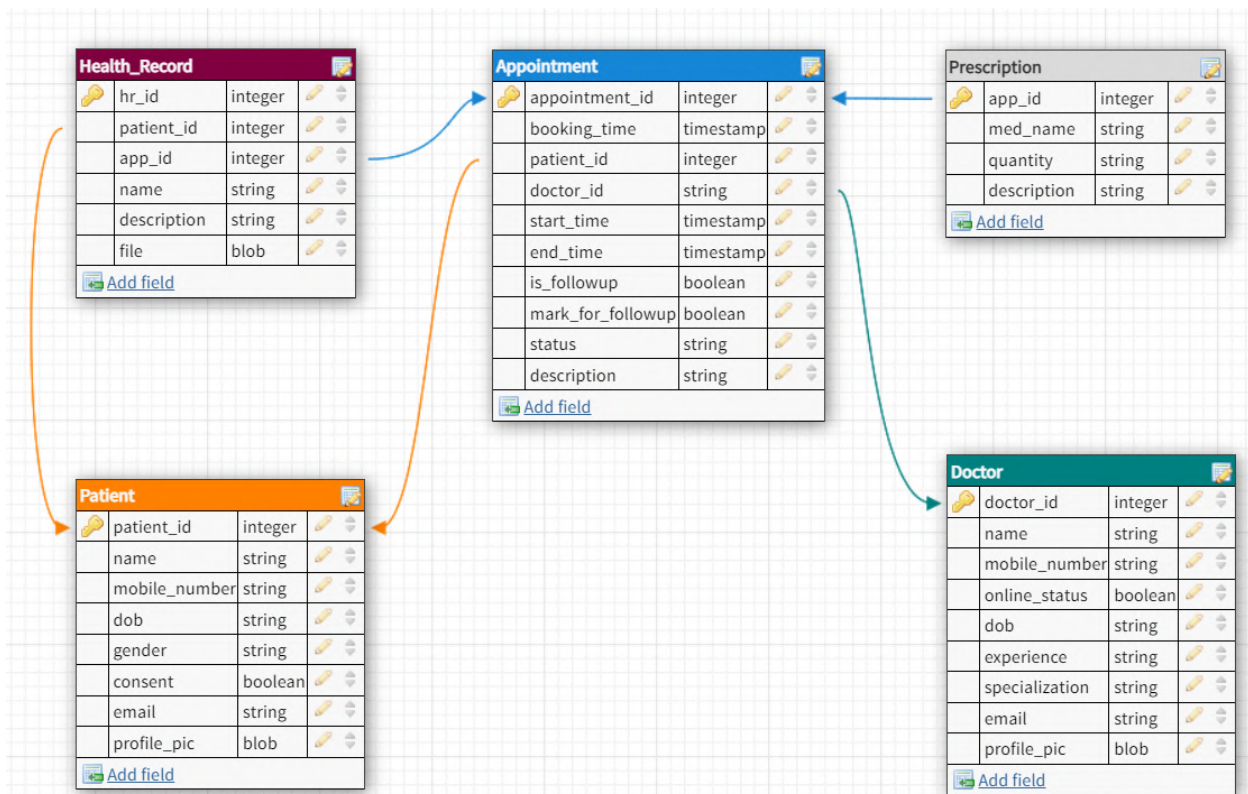 Health_Record
hr_id integer
patient_id integer
app_id integer
name string
description string
file blob
Add field
Appointment
appointment_id integer
booking_time timestamp
patient_id integer
doctor_id string
start_time timestamp
end_time timestamp
is_followup boolean
mark_for_followup boolean
status string
description string
Add field
Prescription
app_id integer
med_name string
quantity string
description string
Add field
Patient
patient_id integer
name string
mobile_number string
dob string
gender string
consent boolean
email string
profile_pic blob
Add field
Doctor
doctor_id integer
name string
mobile_number string
online_status boolean
dob string
experience string
specialization string
email string
profile_pic blob
Add field